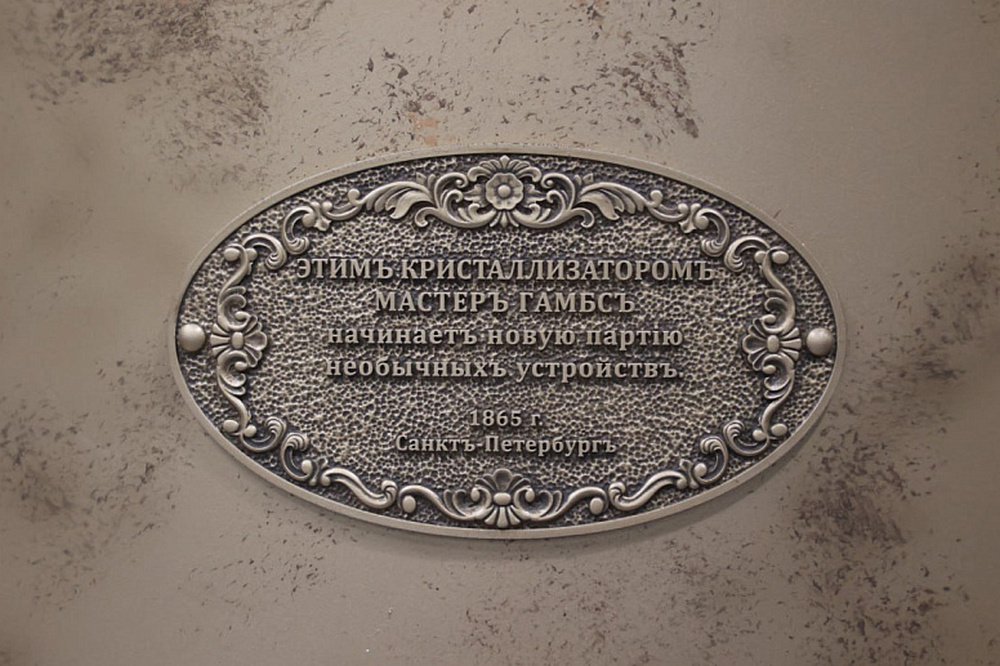 ЭТИМЪ КРИСТАЛЛИЗАТОРОМЪ
МАСТЕРЪ ГАМБСЪ
начинаетъ новую партію
необычныхъ устройствъ.
1865 г.
Санктъ-Петербургъ